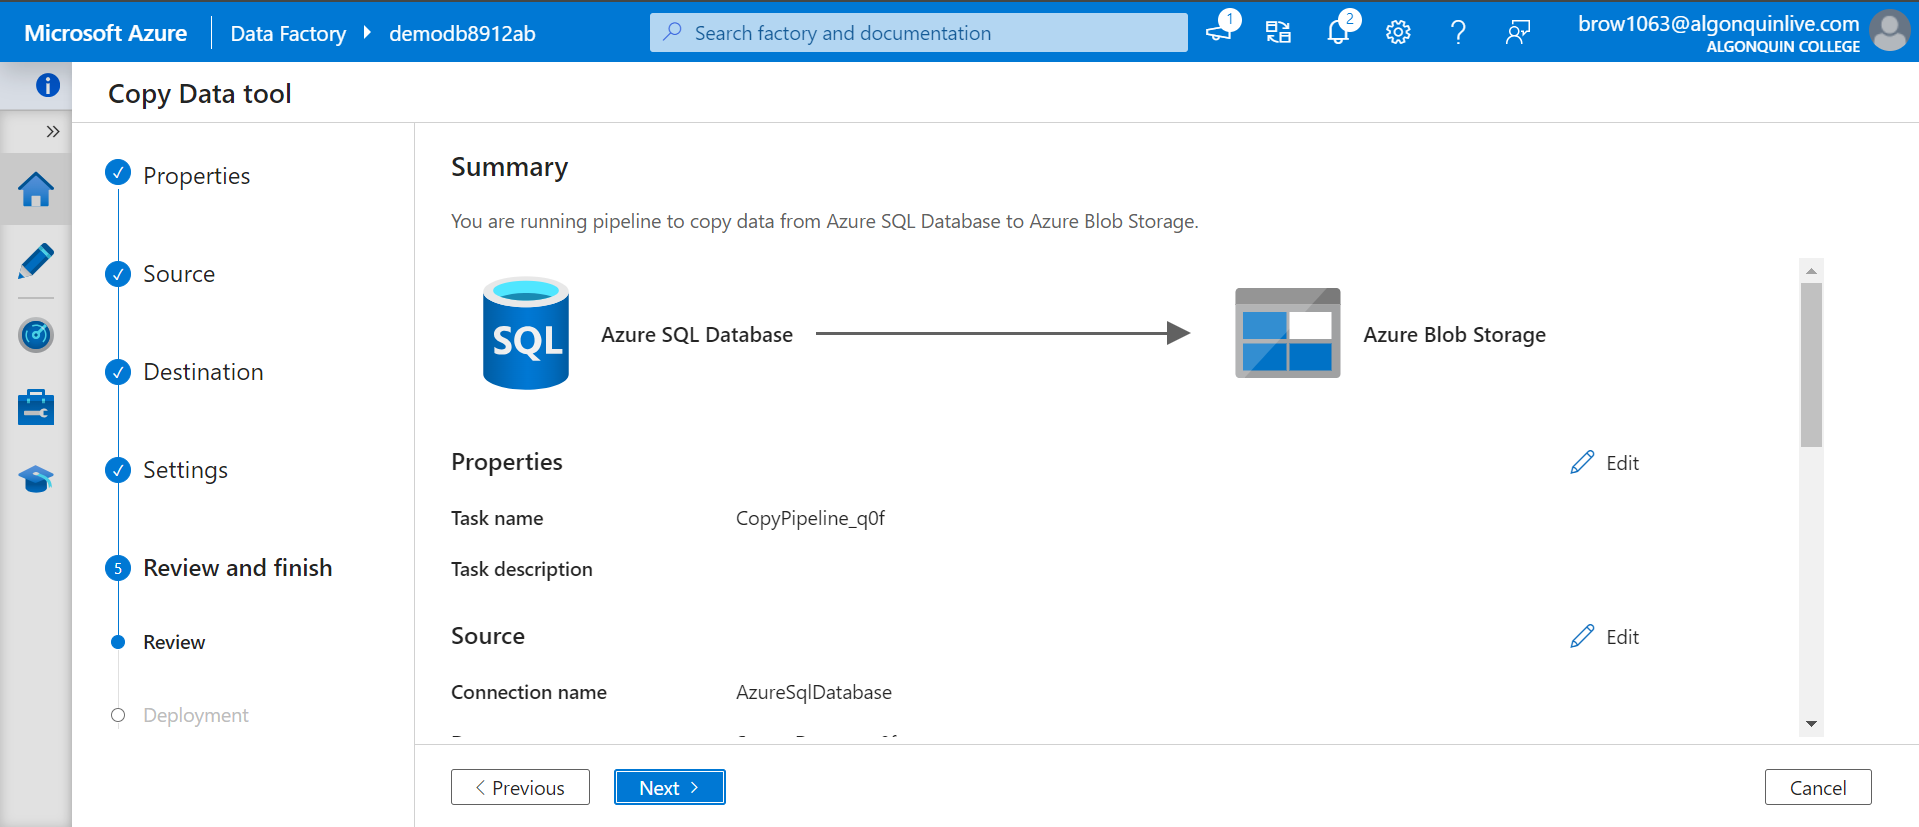 Microsoft Azure
Data Factory
demodb8912ab
Search factory and documentation
1
2
brow1063@algonquinlive.com
ALGONQUIN COLLEGE
Copy Data tool
Properties
Source
Destination
Settings
5
Review and finish
Review
Deployment
Summary
You are running pipeline to copy data from Azure SQL Database to Azure Blob Storage.
SQL
Azure SQL Database
Azure Blob Storage
Properties
Edit
Task name
CopyPipeline_q0f
Task description
Source
Edit
Connection name
AzureSqlDatabase
Previous
Next
Cancel